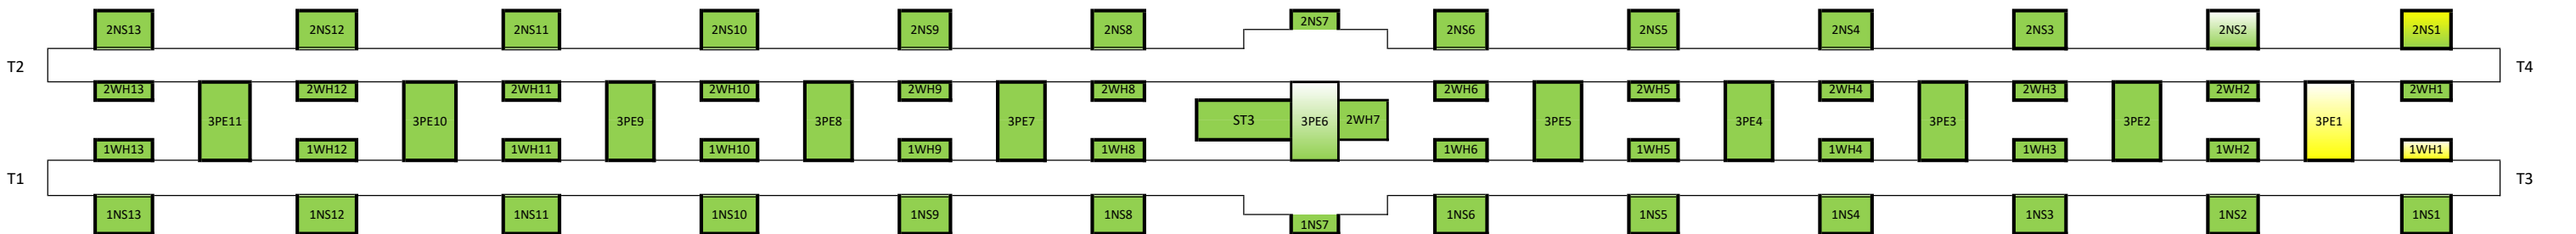 2NS13 2NS12 2NS11 2NS10 2NS9 2NS8 2NS7 2NS6 2NS5 2NS4 2NS3 2NS2 2NS1
T2 T4
2WH13 2WH12 2WH11 2WH10 2WH9 2WH8 2WH6 2WH5 2WH4 2WH3 2WH2 2WH1
3PE11 3PE10 3PE9 3PE8 3PE7 ST3 3PE6 2WH7 3PE5 3PE4 3PE3 3PE2 3PE1
1WH13 1WH12 1WH11 1WH10 1WH9 1WH8 1WH6 1WH5 1WH4 1WH3 1WH2 1WH1
T1 T3
1NS13 1NS12 1NS11 1NS10 1NS9 1NS8 1NS7 1NS6 1NS5 1NS4 1NS3 1NS2 1NS1